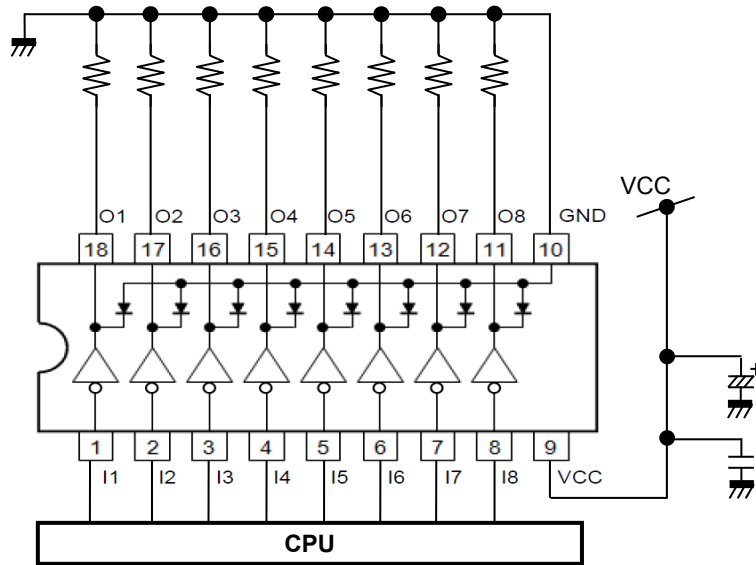 O1 O2 O3 O4 O5 O6 O7 O8 GND
VCC
18 17 16 15 14 13 12 11 10
1 2 3 4 5 6 7 8 9
I1 I2 I3 I4 I5 I6 I7 I8 VCC
+
CPU